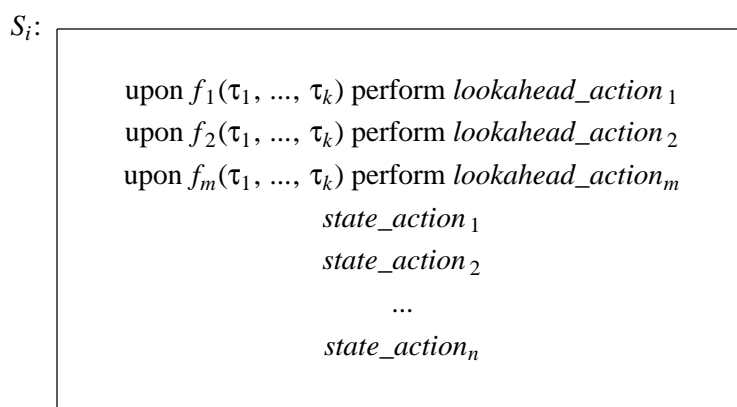 S_i:
upon f_1(τ_1, ..., τ_k) perform lookahead_action_1
upon f_2(τ_1, ..., τ_k) perform lookahead_action_2
upon f_m(τ_1, ..., τ_k) perform lookahead_action_m
state_action_1
state_action_2
...
state_action_n